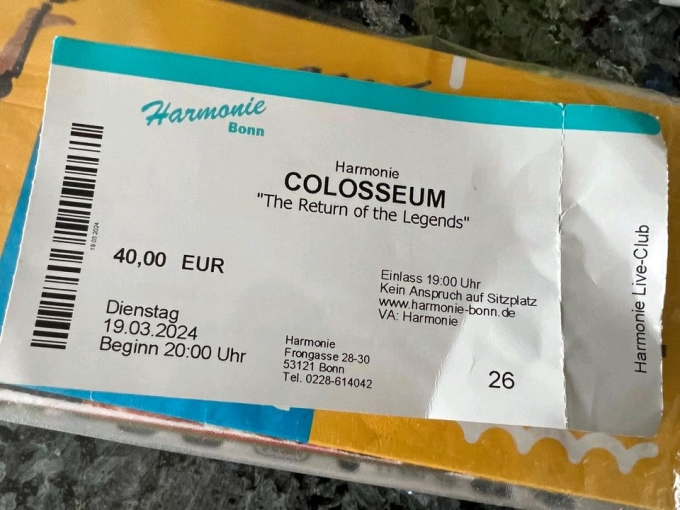 Harmonie
Bonn
Harmonie
COLOSSEUM
"The Return of the Legends"
19.03.2024
40,00 EUR
Dienstag
19.03.2024
Beginn 20:00 Uhr
Einlass 19:00 Uhr
Kein Anspruch auf Sitzplatz
www.harmonie-bonn.de
VA: Harmonie
Harmonie
Frongasse 28-30
53121 Bonn
Tel. 0228-614042
26
Harmonie Live-Club